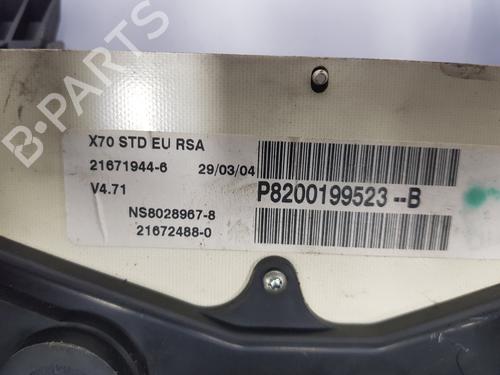 B-PARTS
X70 STD EU RSA
21671944-6 29/03/04
V4.71
P8200199523--B
NS8028967-8
21672488-0